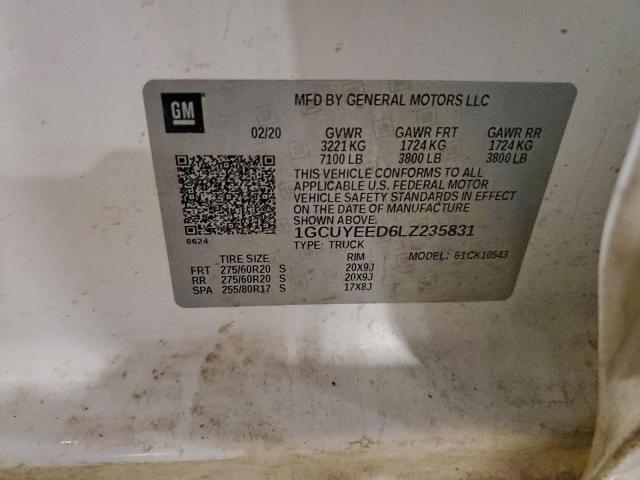 GM
MFD BY GENERAL MOTORS LLC
02/20 GVWR GAWR FRT GAWR RR
3221 KG 1724 KG 1724 KG
7100 LB 3800 LB 3800 LB
THIS VEHICLE CONFORMS TO ALL
APPLICABLE U.S. FEDERAL MOTOR
VEHICLE SAFETY STANDARDS IN EFFECT
ON THE DATE OF MANUFACTURE
SHOWN ABOVE.
1GCUYEED6LZ235831
8624
TYPE: TRUCK
TIRE SIZE RIM MODEL: 61CK10543
FRT 275/60R20 S 20X9J
RR 275/60R20 S 20X9J
SPA 255/80R17 S 17X8J